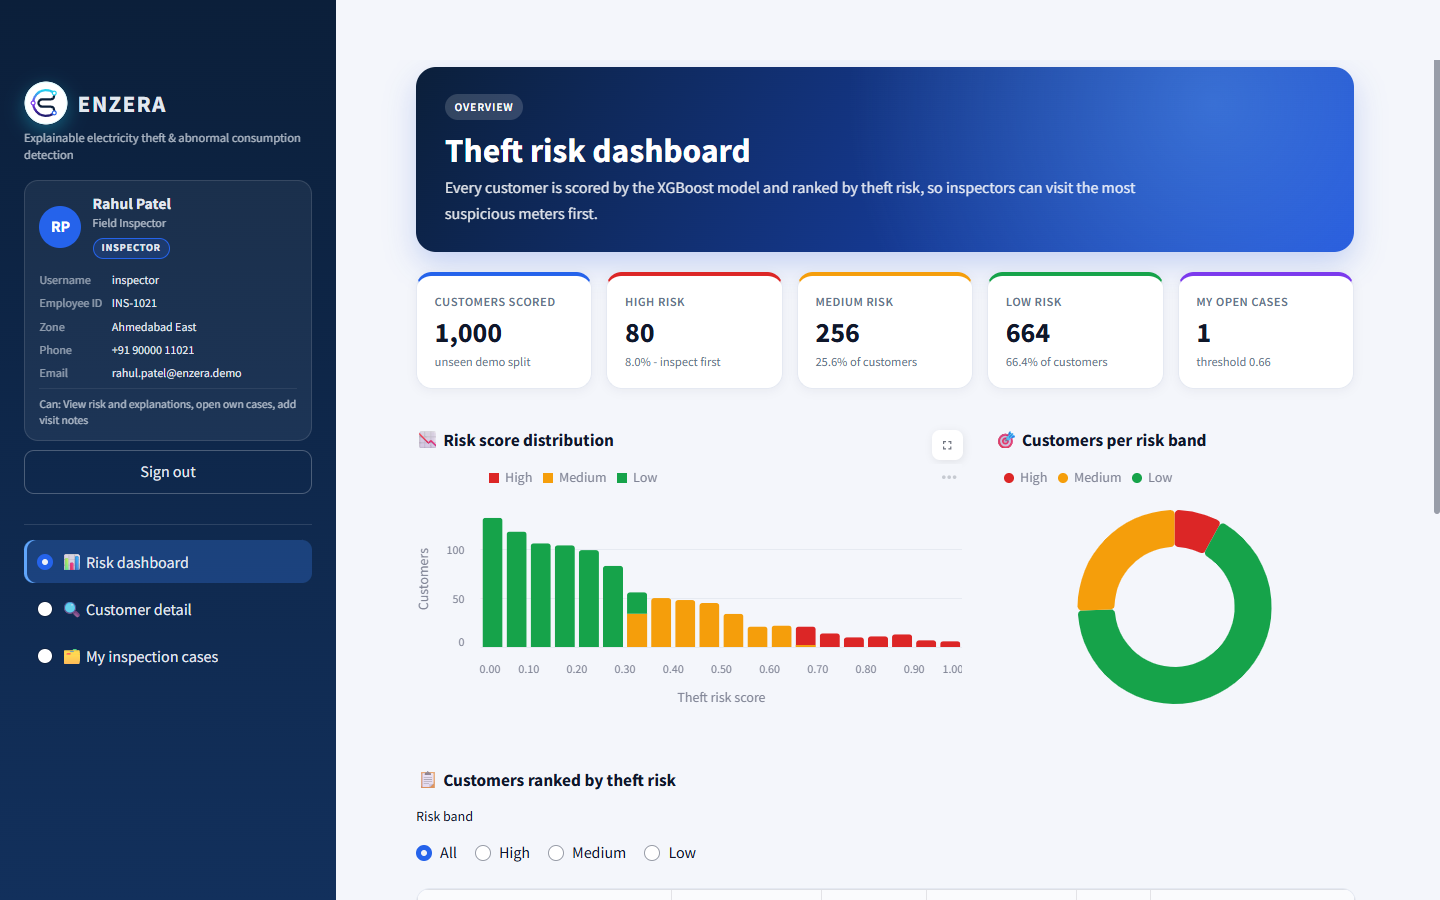 ENZERA
Explainable electricity theft & abnormal consumption
detection
RP
Rahul Patel
Field Inspector
INSPECTOR
Username inspector
Employee ID INS-1021
Zone Ahmedabad East
Phone +91 90000 11021
Email rahul.patel@enzera.demo
Can: View risk and explanations, open own cases, add
visit notes
Sign out
Risk dashboard
Customer detail
My inspection cases
OVERVIEW
Theft risk dashboard
Every customer is scored by the XGBoost model and ranked by theft risk, so inspectors can visit the most
suspicious meters first.
CUSTOMERS SCORED
1,000
unseen demo split
HIGH RISK
80
8.0% - inspect first
MEDIUM RISK
256
25.6% of customers
LOW RISK
664
66.4% of customers
MY OPEN CASES
1
threshold 0.66
Risk score distribution
High Medium Low
Customers
100
50
0
0.00 0.10 0.20 0.30 0.40 0.50 0.60 0.70 0.80 0.90 1.00
Theft risk score
Customers per risk band
High Medium Low
Customers ranked by theft risk
Risk band
All High Medium Low